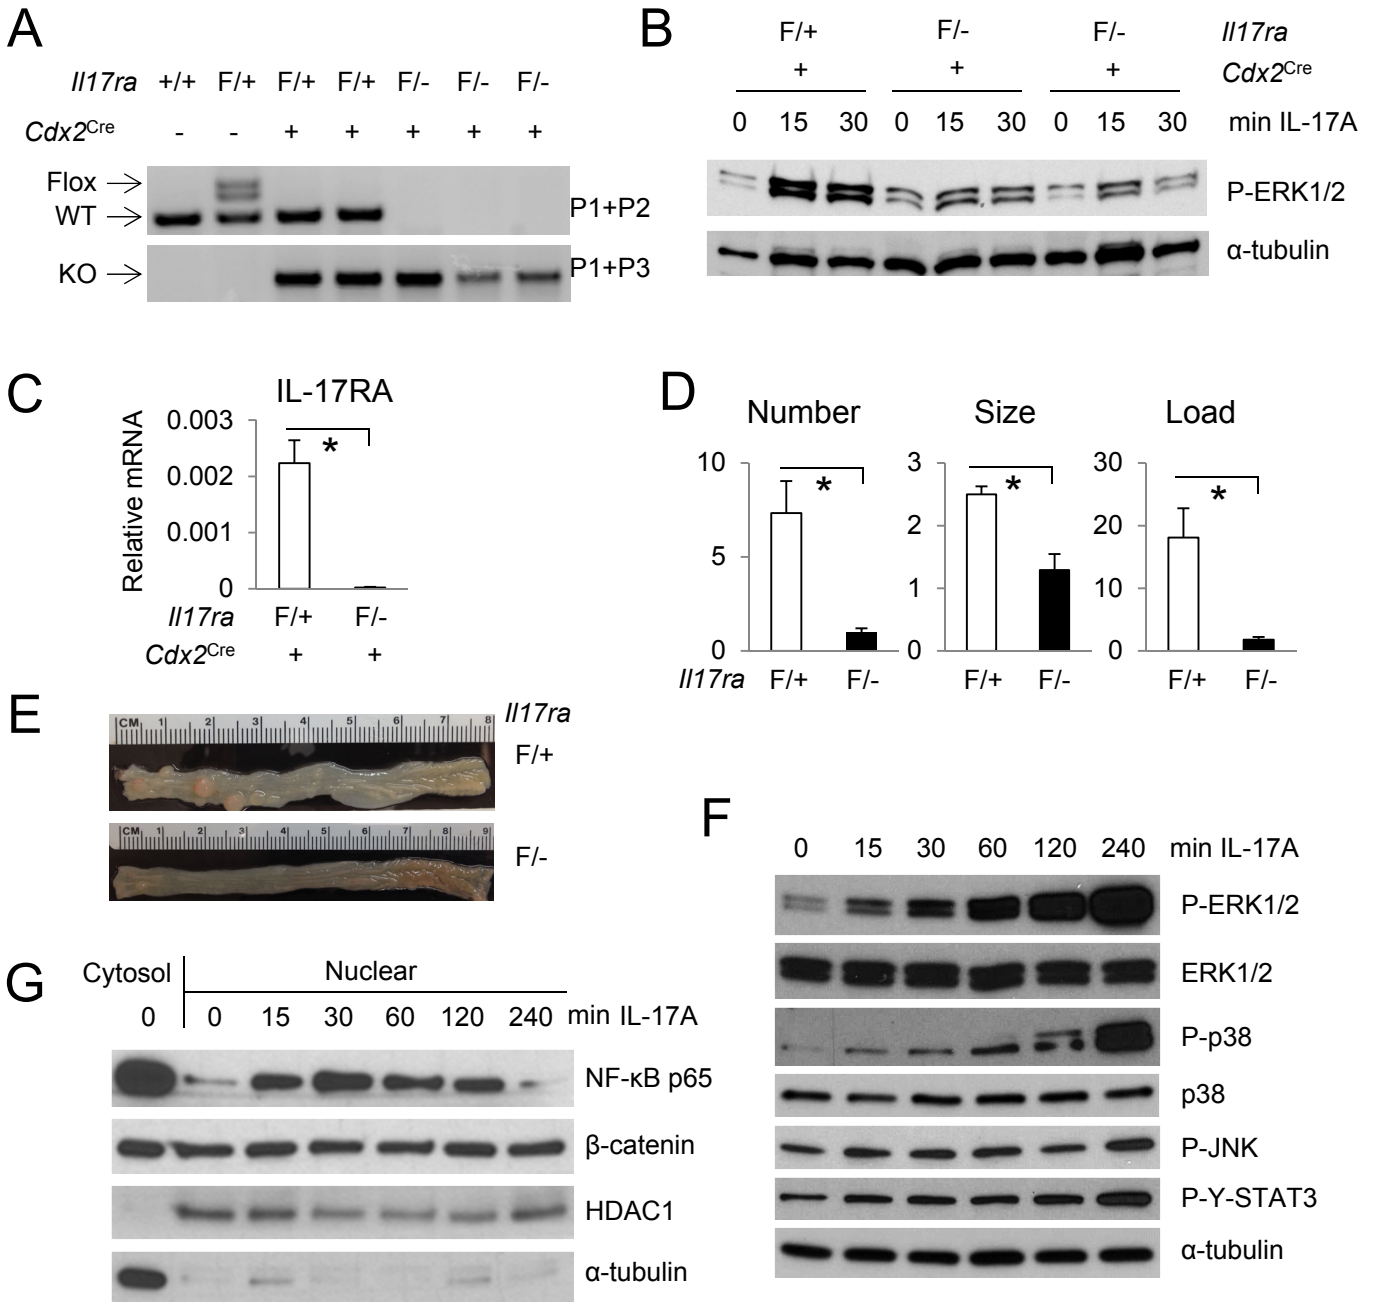 A
Il17ra +/+ F/+ F/+ F/+ F/- F/- F/-
Cdx2Cre - - + + + + +
Flox
WT
P1+P2
KO
P1+P3
B
F/+ F/- F/- Il17ra
+ + + Cdx2Cre
0 15 30 0 15 30 0 15 30 min IL-17A
P-ERK1/2
α-tubulin
C
IL-17RA
Relative mRNA
0.003
0.002
0.001
0
Il17ra F/+ F/-
Cdx2Cre + +
*
D
Number
10
5
0
*
Il17ra F/+ F/-
Size
3
2
1
0
*
F/+ F/-
Load
30
20
10
0
*
F/+ F/-
E
Il17ra
CM 1 2 3 4 5 6 7 8
F/+
CM 1 2 3 4 5 6 7 8 9
F/-
F
0 15 30 60 120 240 min IL-17A
P-ERK1/2
ERK1/2
P-p38
p38
P-JNK
P-Y-STAT3
α-tubulin
G
Cytosol Nuclear
0 0 15 30 60 120 240 min IL-17A
NF-κB p65
β-catenin
HDAC1
α-tubulin